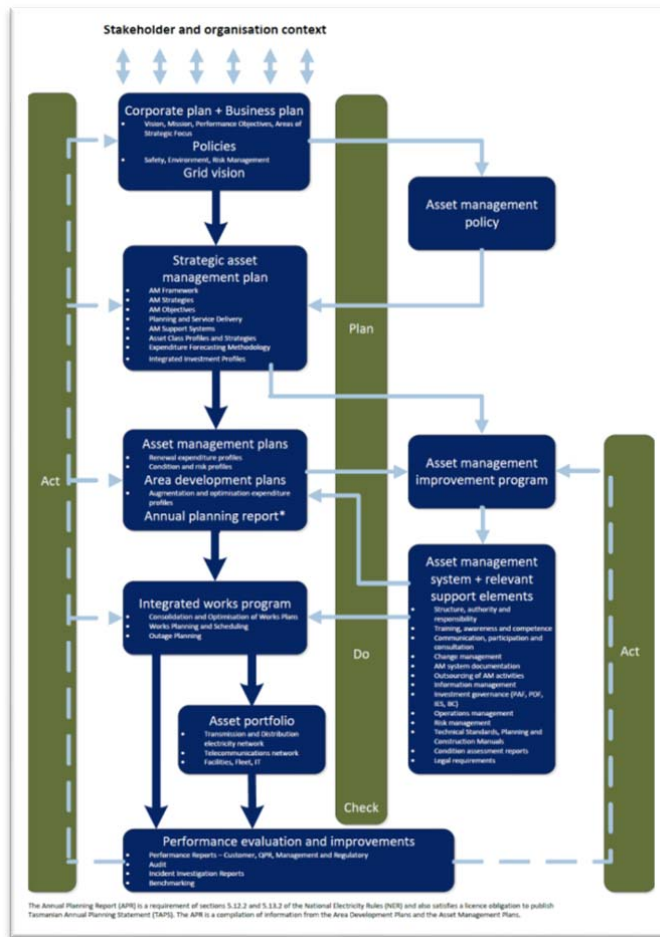 Stakeholder and organisation context
Corporate plan + Business plan
• Vision, Mission, Performance Objectives, Areas of
Strategic Focus
Policies
• Safety, Environment, Risk Management
Grid vision
Asset management
policy
Strategic asset
management plan
• AM Framework
• AM Strategies
• AM Objectives
• Planning and Service Delivery
• AM Support Systems
• Asset Class Profiles and Strategies
• Expenditure Forecasting Methodology
• Integrated Investment Profiles
Plan
Asset management plans
• Renewal expenditure profiles
• Condition and risk profiles
Area development plans
• Augmentation and optimisation expenditure
profiles
Annual planning report*
Asset management
improvement program
Act
Asset management
system + relevant
support elements
• Structure, authority and
responsibility
• Training, awareness and competence
• Communication, participation and
consultation
• Change management
• AM system documentation
• Outsourcing of AM activities
• Information management
• Investment governance (PAF, POF,
IES, BC)
• Operations management
• Risk management
• Technical Standards, Planning and
Construction Manuals
• Condition assessment reports
• Legal requirements
Integrated works program
• Consolidation and Optimisation of Works Plans
• Works Planning and Scheduling
• Outage Planning
Do
Act
Asset portfolio
• Transmission and Distribution
electricity network
• Telecommunications network
• Facilities, Fleet, IT
Check
Performance evaluation and improvements
• Performance Reports – Customer, QPR, Management and Regulatory
• Audit
• Incident Investigation Reports
• Benchmarking
The Annual Planning Report (APR) is a requirement of sections 5.12.2 and 5.13.2 of the National Electricity Rules (NER) and also satisfies a licence obligation to publish
Tasmanian Annual Planning Statement (TAPS). The APR is a compilation of information from the Area Development Plans and the Asset Management Plans.